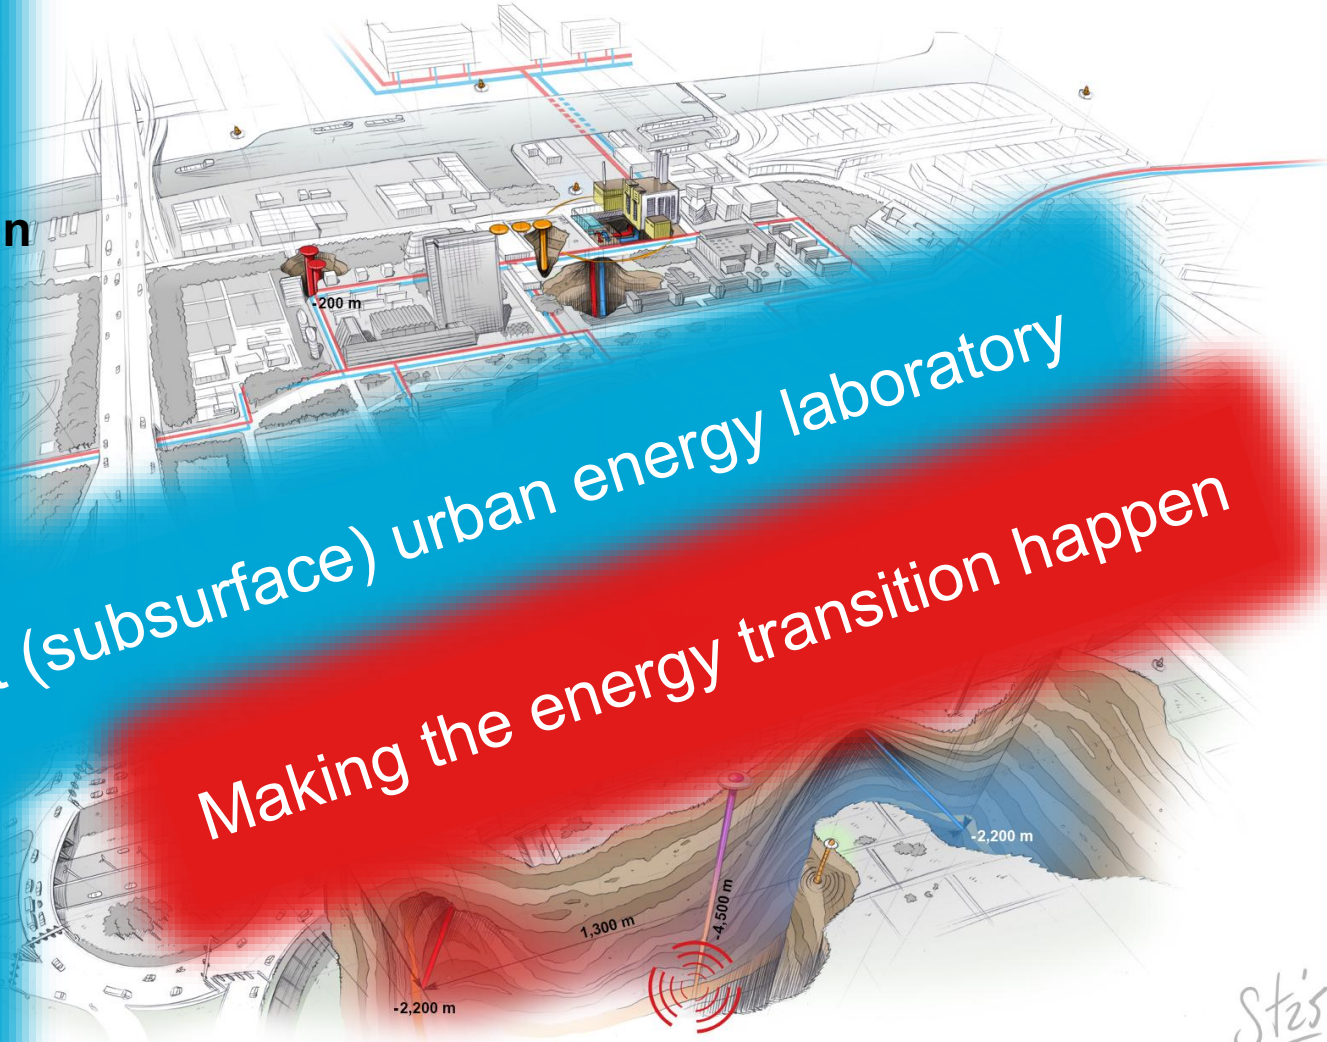 n
-200 m
(subsurface) urban energy laboratory
Making the energy transition happen
-2,200 m
-4,500 m
1,300 m
-2,200 m